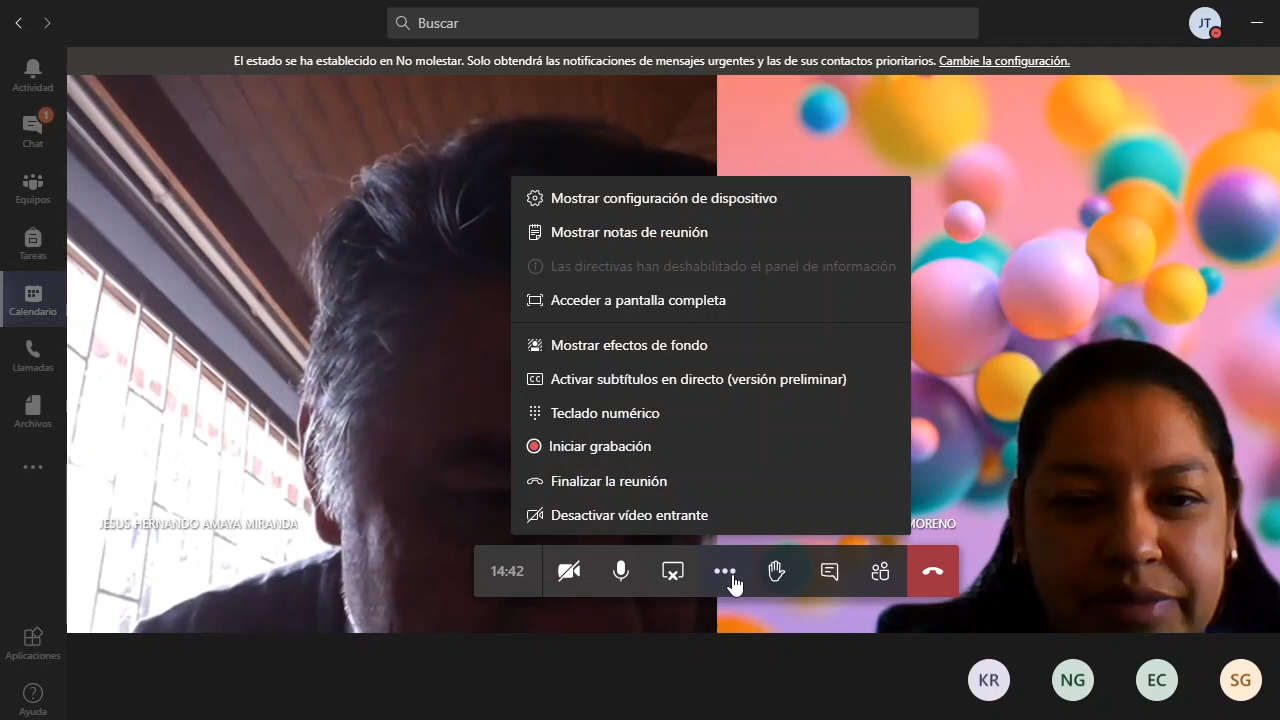 Buscar
JT
El estado se ha establecido en No molestar. Solo obtendrá las notificaciones de mensajes urgentes y las de sus contactos prioritarios. Cambie la configuración.
Actividad
1
Chat
Equipos
Tareas
Calendario
Llamadas
Archivos
Aplicaciones
Ayuda
Mostrar configuración de dispositivo
Mostrar notas de reunión
Las directivas han deshabilitado el panel de información
Acceder a pantalla completa
Mostrar efectos de fondo
CC Activar subtítulos en directo (versión preliminar)
Teclado numérico
Iniciar grabación
Finalizar la reunión
Desactivar vídeo entrante
JESUS HERNANDO AMAYA MIRANDA
MORENO
14:42
KR
NG
EC
SG